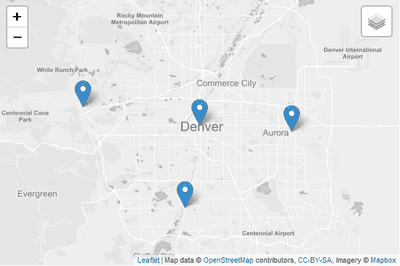 +
−
Rocky Mountain
Metropolitan Airport
Denver International
Airport
White Ranch Park
Commerce City
Centennial Cone
Park
Denver
Aurora
Evergreen
Centennial Airport
Leaflet | Map data © OpenStreetMap contributors, CC-BY-SA, Imagery © Mapbox